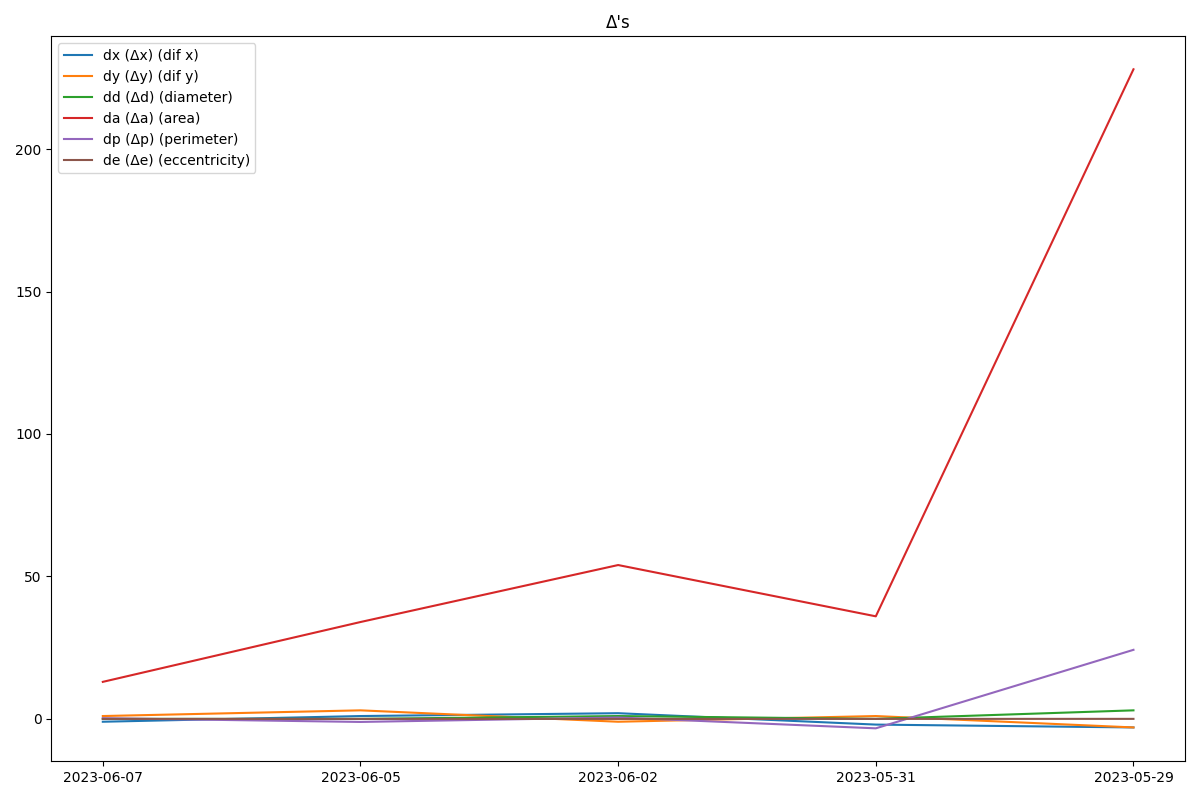 Δ's
dx (Δx) (dif x)
dy (Δy) (dif y)
dd (Δd) (diameter)
da (Δa) (area)
dp (Δp) (perimeter)
de (Δe) (eccentricity)
200
150
100
50
0
2023-06-07 2023-06-05 2023-06-02 2023-05-31 2023-05-29